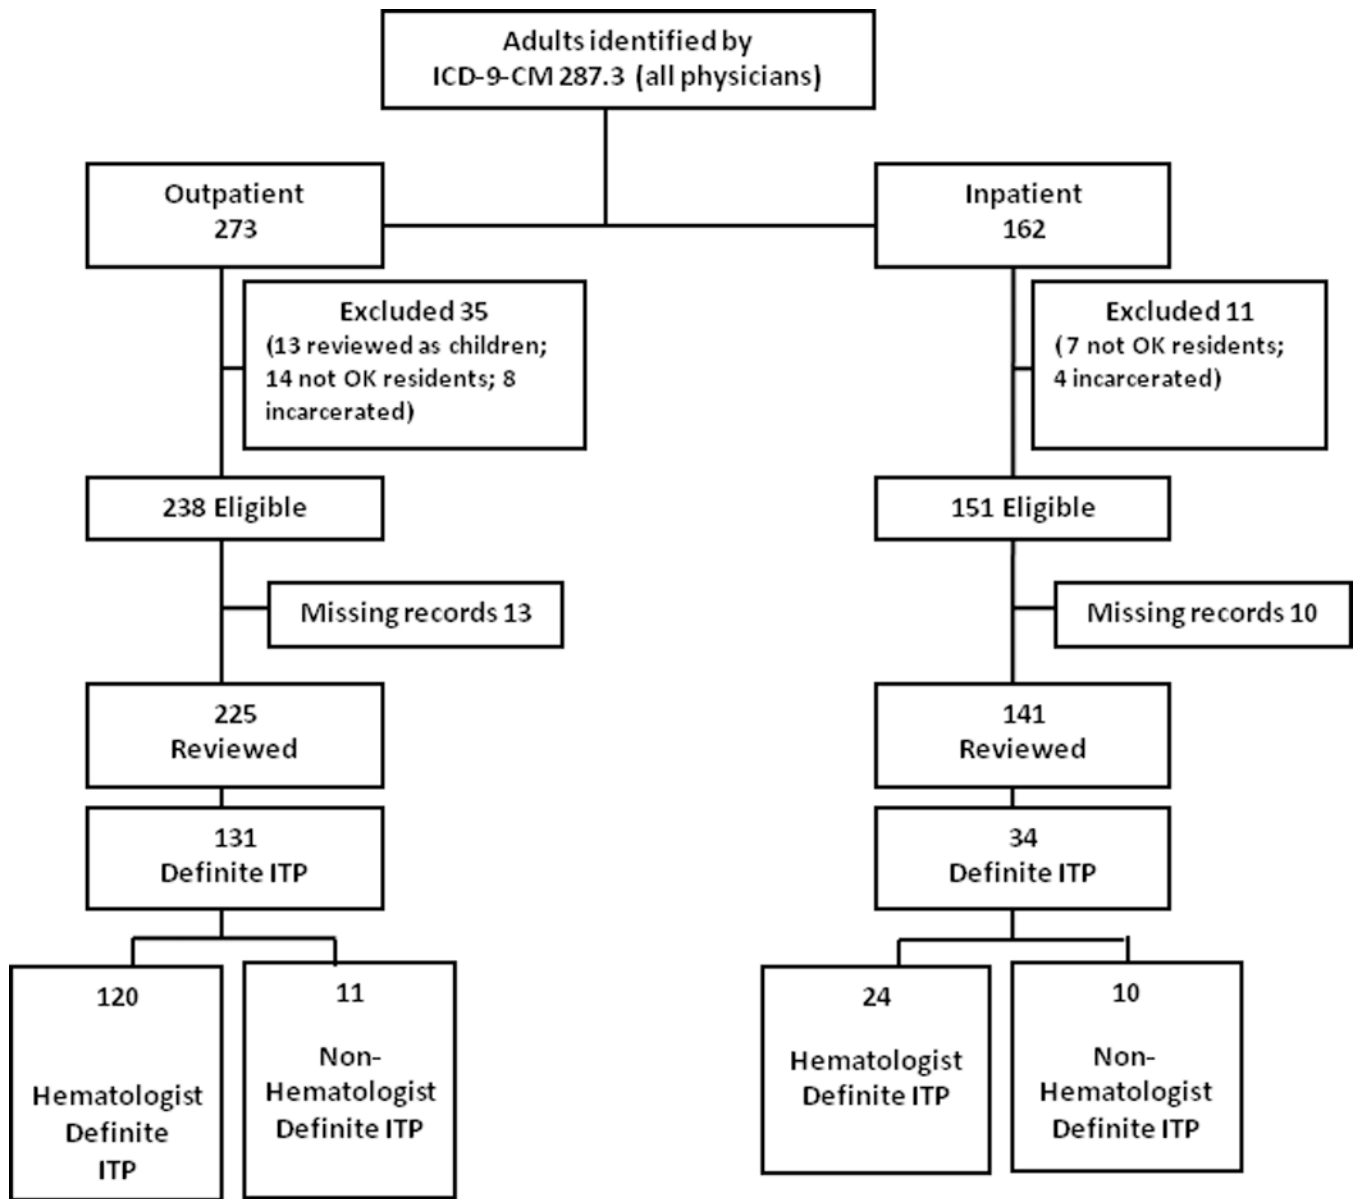 Adults identified by
ICD-9-CM 287.3 (all physicians)
Outpatient
273
Inpatient
162
Excluded 35
(13 reviewed as children;
14 not OK residents; 8
incarcerated)
Excluded 11
( 7 not OK residents;
4 incarcerated)
238 Eligible
151 Eligible
Missing records 13
Missing records 10
225
Reviewed
141
Reviewed
131
Definite ITP
34
Definite ITP
120
Hematologist
Definite
ITP
11
Non-
Hematologist
Definite ITP
24
Hematologist
Definite ITP
10
Non-
Hematologist
Definite ITP